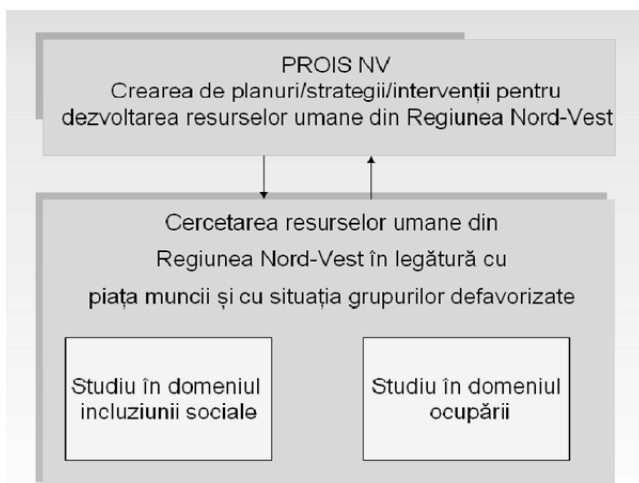 PROIS NV
Crearea de planuri/strategii/intervenții pentru
dezvoltarea resurselor umane din Regiunea Nord-Vest
Cercetarea resurselor umane din
Regiunea Nord-Vest în legătură cu
piața muncii și cu situația grupurilor defavorizate
Studiu în domeniul
incluziunii sociale
Studiu în domeniul
ocupării